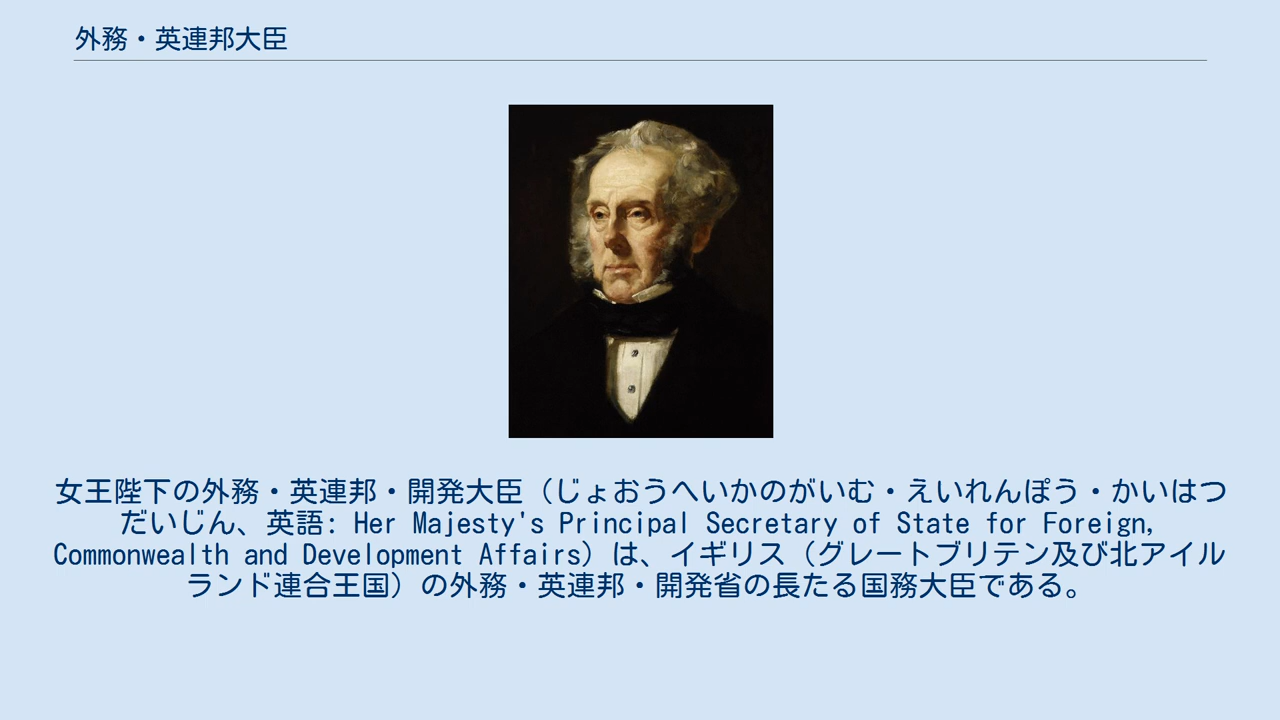 外務・英連邦大臣
女王陛下の外務・英連邦・開発大臣（じょおうへいかのがいむ・えいれんぽう・かいはつ
だいじん、英語: Her Majesty's Principal Secretary of State for Foreign,
Commonwealth and Development Affairs）は、イギリス（グレートブリテン及び北アイル
ランド連合王国）の外務・英連邦・開発省の長たる国務大臣である。